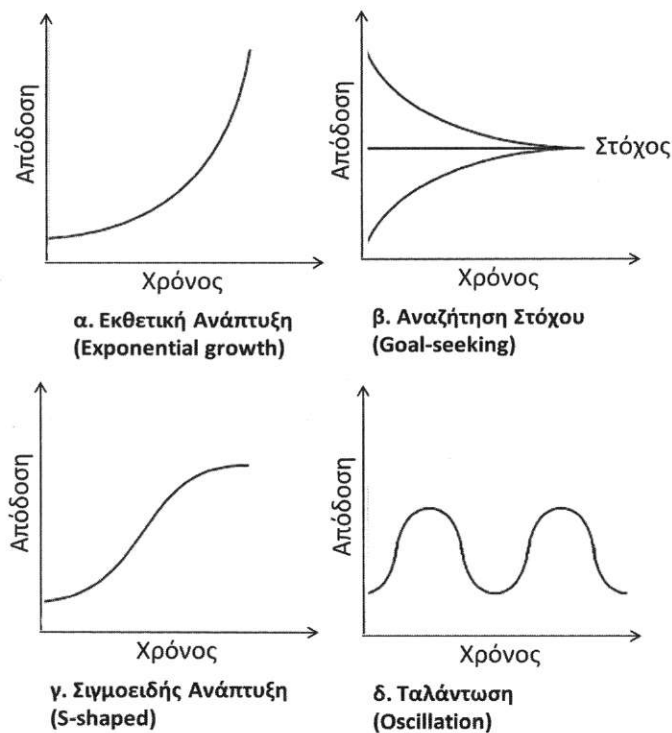 Απόδοση
Χρόνος
α. Εκθετική Ανάπτυξη
(Exponential growth)
Απόδοση
Στόχος
Χρόνος
β. Αναζήτηση Στόχου
(Goal-seeking)
Απόδοση
Χρόνος
γ. Σιγμοειδής Ανάπτυξη
(S-shaped)
Απόδοση
Χρόνος
δ. Ταλάντωση
(Oscillation)